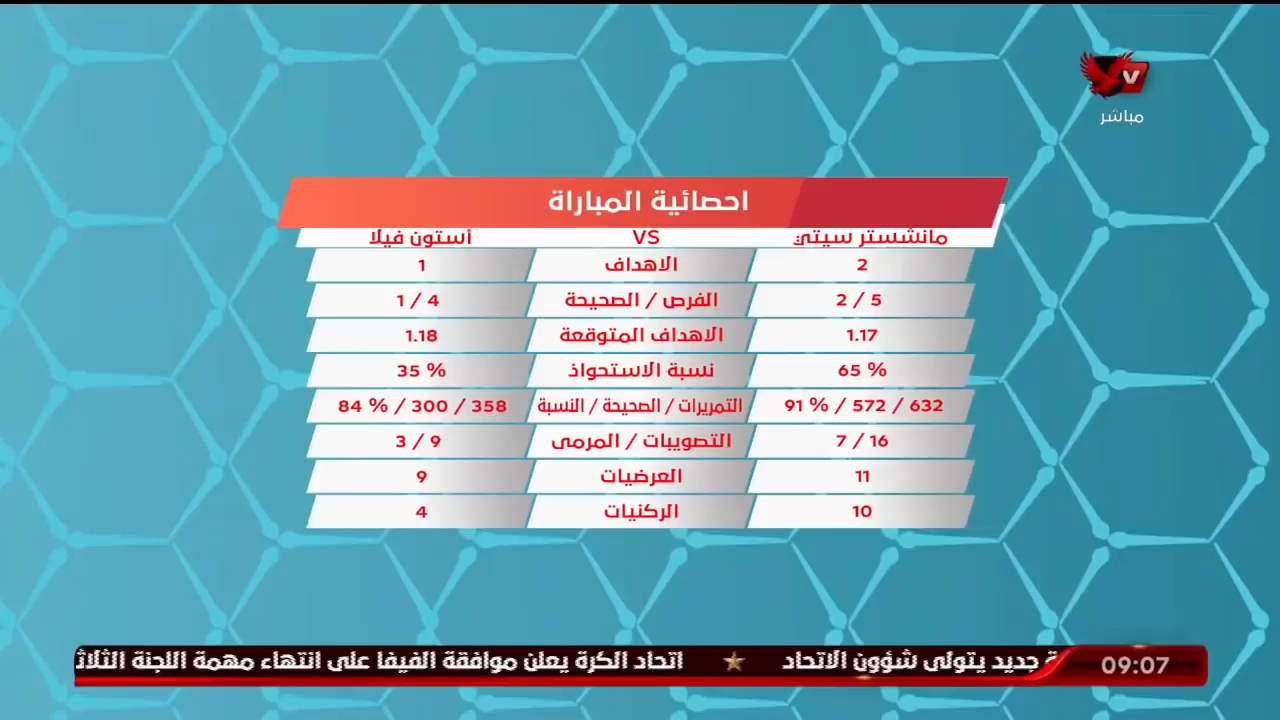 V
مباشر
احصائية المباراة
مانشستر سيتي VS أستون فيلا
2 الاهداف 1
2 / 5 الفرص / الصحيحة 1 / 4
1.17 الاهداف المتوقعة 1.18
65 % نسبة الاستحواذ 35 %
91 % / 572 / 632 التمريرات / الصحيحة / النسبة 84 % / 300 / 358
7 / 16 التصويبات / المرمى 3 / 9
11 العرضيات 9
10 الركنيات 4
09:07
جديد يتولى شؤون الاتحاد ★ اتحاد الكرة يعلن موافقة الفيفا على انتهاء مهمة اللجنة